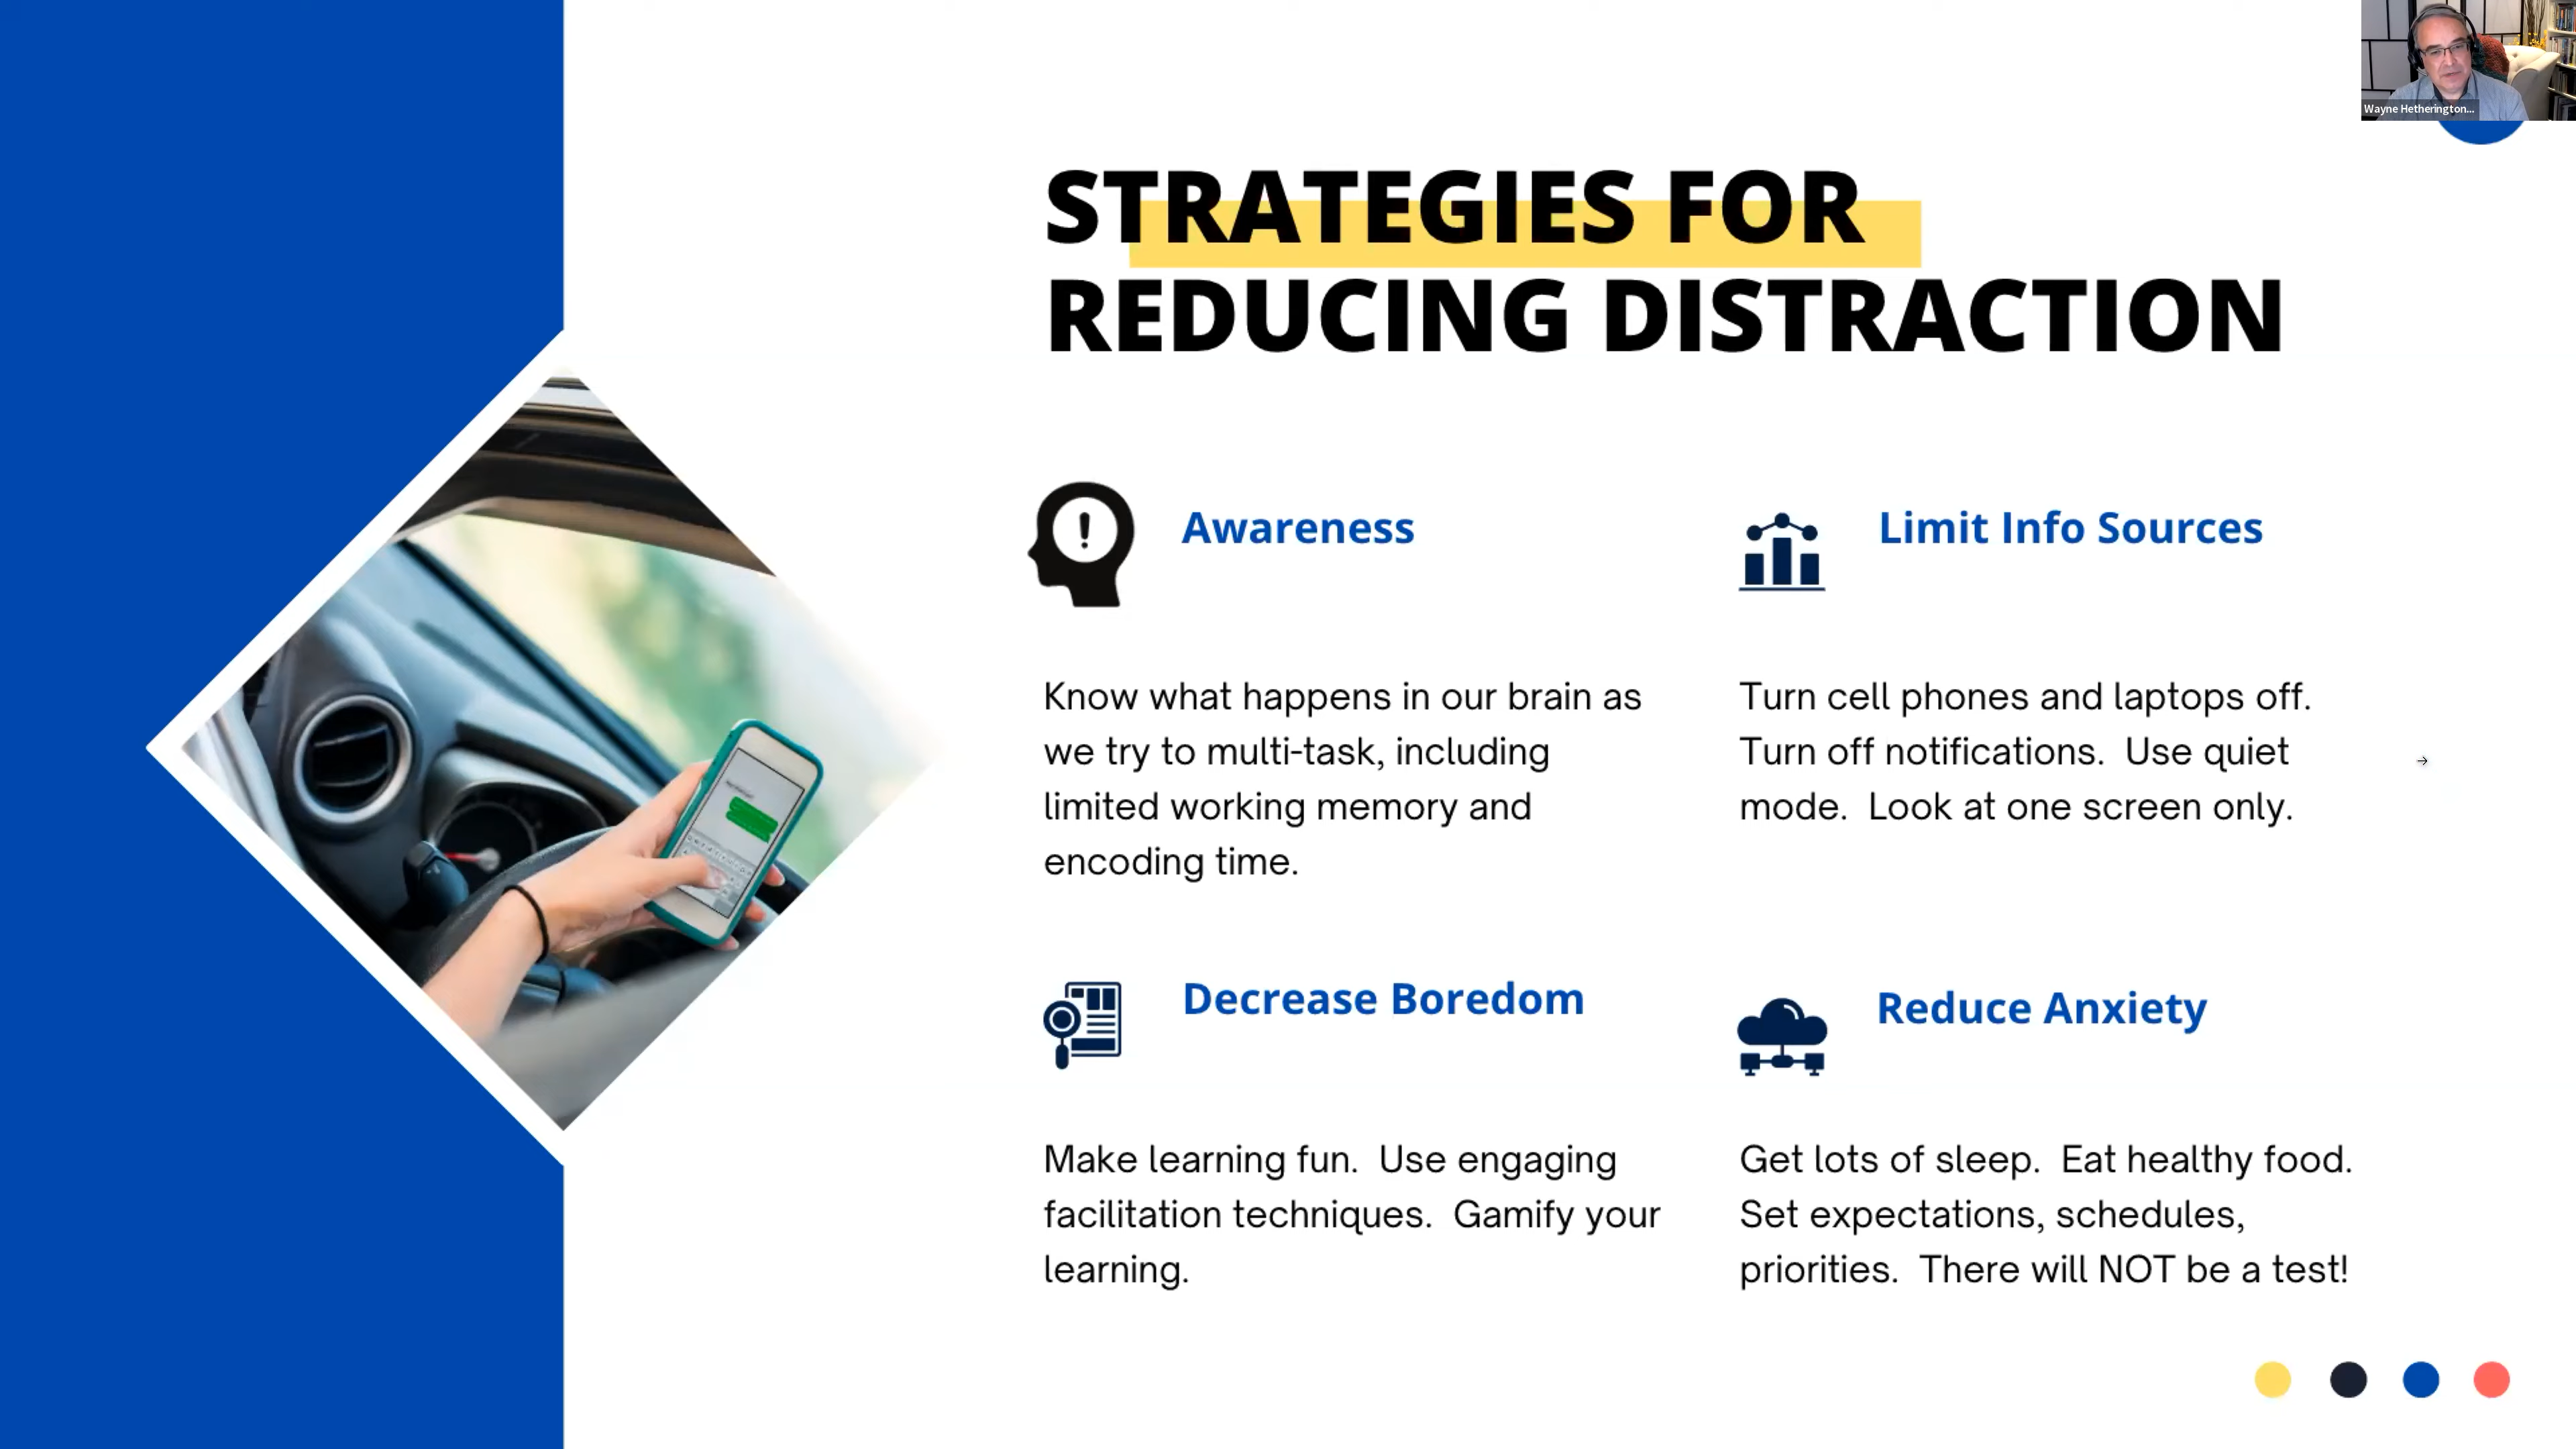 Wayne Hetherington...
STRATEGIES FOR
REDUCING DISTRACTION
Awareness
Know what happens in our brain as
we try to multi-task, including
limited working memory and
encoding time.
Limit Info Sources
Turn cell phones and laptops off.
Turn off notifications.  Use quiet
mode.  Look at one screen only.
Decrease Boredom
Make learning fun.  Use engaging
facilitation techniques.  Gamify your
learning.
Reduce Anxiety
Get lots of sleep.  Eat healthy food.
Set expectations, schedules,
priorities.  There will NOT be a test!